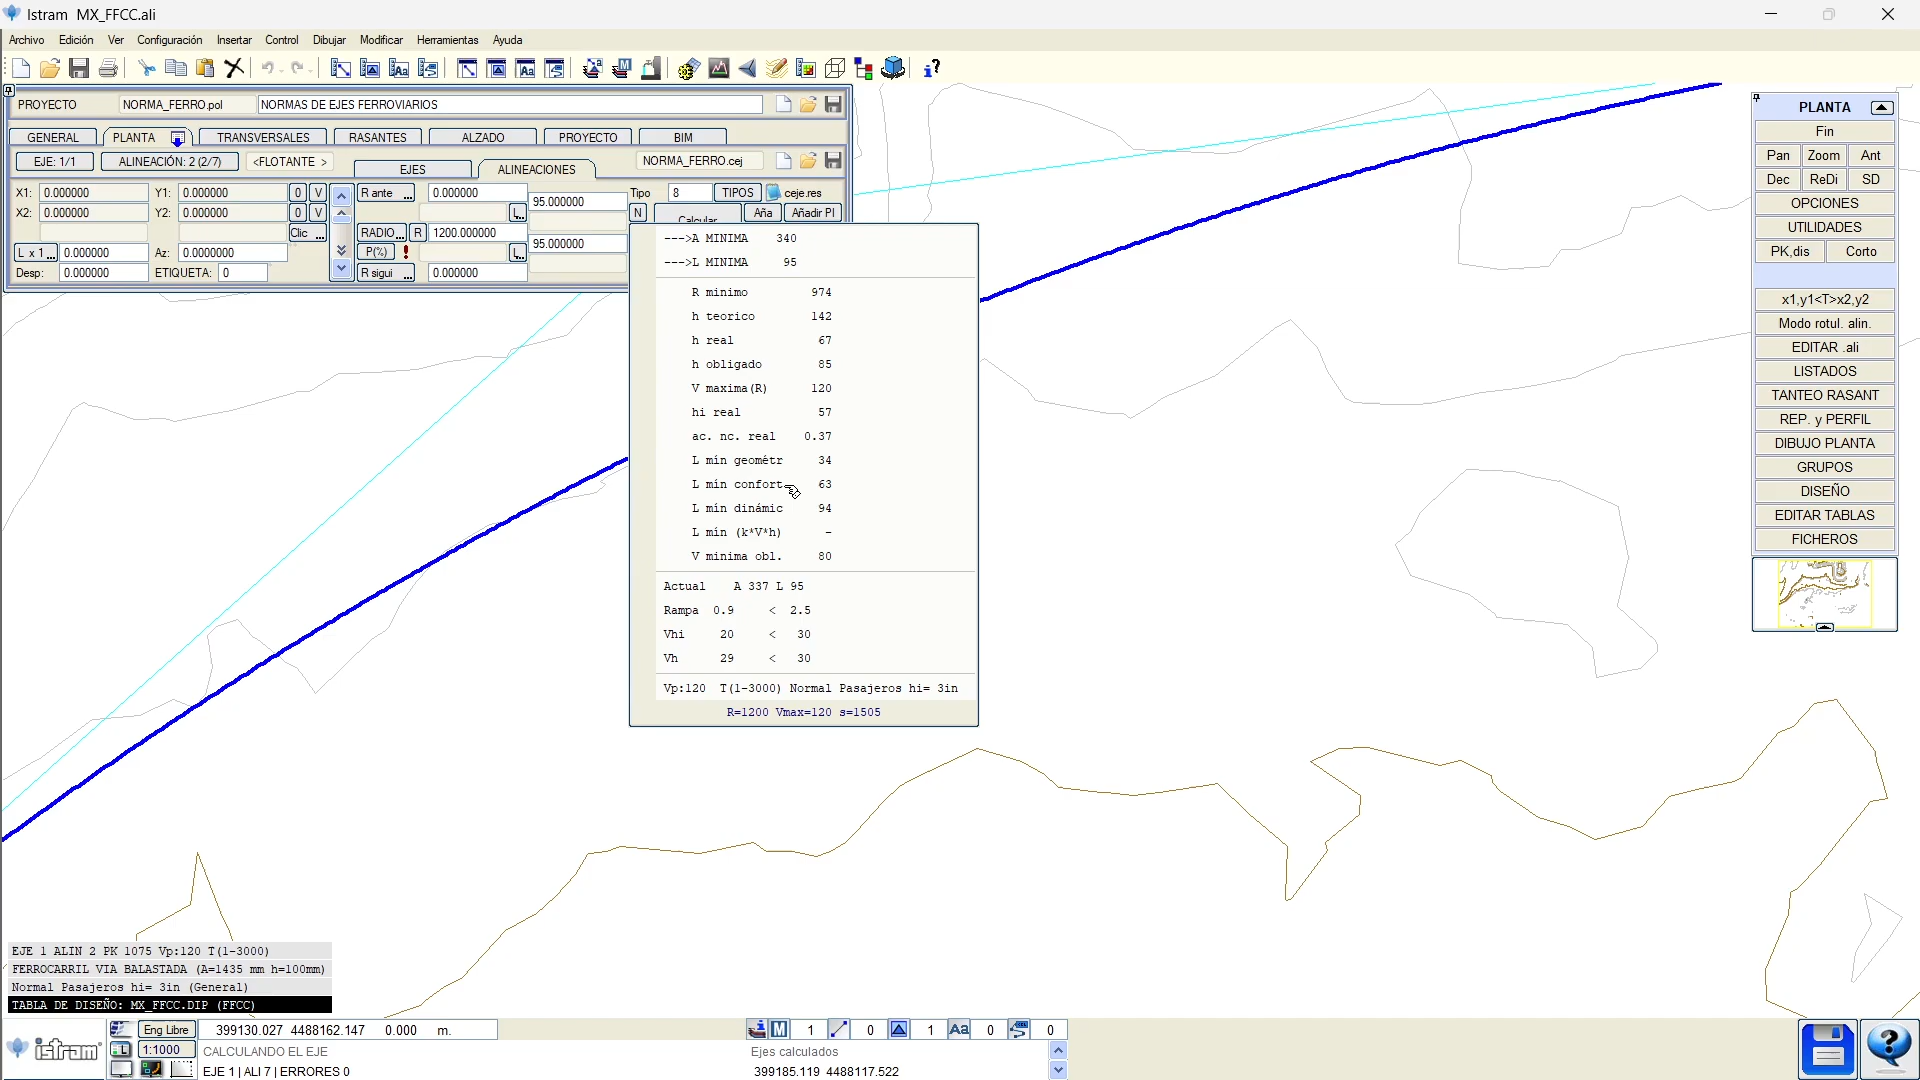 Istram MX_FFCC.ali
Archivo Edición Ver Configuración Insertar Control Dibujar Modificar Herramientas Ayuda
PROYECTO NORMA_FERRO.pol NORMAS DE EJES FERROVIARIOS
GENERAL PLANTA TRANSVERSALES RASANTES ALZADO PROYECTO BIM
EJE: 1/1 ALINEACIÓN: 2 (2/7) <FLOTANTE > EJES ALINEACIONES NORMA_FERRO.cej
X1: 0.000000 Y1: 0.000000 0 V R ante ... 0.000000 95.000000 Tipo 8 TIPOS ceje.res
X2: 0.000000 Y2: 0.000000 0 V L... N Calcular Aña Añadir PI
Clic ... RADIO... R 1200.000000 95.000000
L x 1 ... 0.000000 Az: 0.0000000 P(%) ! L...
Desp: 0.000000 ETIQUETA: 0 R sigui ... 0.000000
--->A MINIMA 340
--->L MINIMA 95
R minimo 974
h teorico 142
h real 67
h obligado 85
V maxima(R) 120
hi real 57
ac. nc. real 0.37
L mín geométr 34
L mín confort 63
L mín dinámic 94
L mín (k*V*h) -
V minima obl. 80
Actual A 337 L 95
Rampa 0.9 < 2.5
Vhi 20 < 30
Vh 29 < 30
Vp:120 T(1-3000) Normal Pasajeros hi= 3in
R=1200 Vmax=120 s=1505
PLANTA
Fin
Pan Zoom Ant
Dec ReDi SD
OPCIONES
UTILIDADES
PK,dis Corto
x1,y1<T>x2,y2
Modo rotul. alin.
EDITAR .ali
LISTADOS
TANTEO RASANT
REP. y PERFIL
DIBUJO PLANTA
GRUPOS
DISEÑO
EDITAR TABLAS
FICHEROS
EJE 1 ALIN 2 PK 1075 Vp:120 T(1-3000)
FERROCARRIL VIA BALASTADA (A=1435 mm h=100mm)
Normal Pasajeros hi= 3in (General)
TABLA DE DISEÑO: MX_FFCC.DIP (FFCC)
istram Eng Libre 399130.027 4488162.147 0.000 m. M 1 0 1 Aa 0 0
1:1000 CALCULANDO EL EJE Ejes calculados
EJE 1 | ALI 7 | ERRORES 0 399185.119 4488117.522